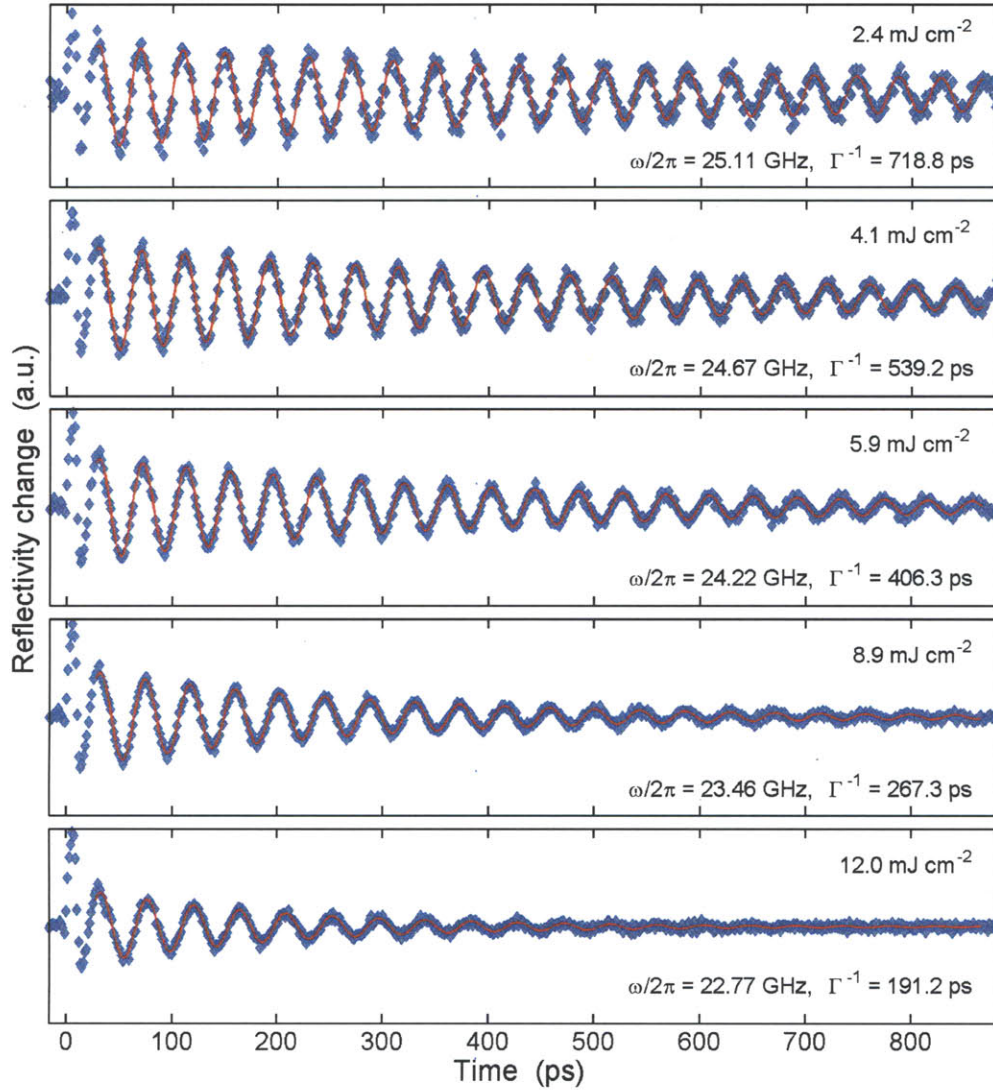 2.4 mJ cm⁻²
ω/2π = 25.11 GHz, Γ⁻¹ = 718.8 ps
4.1 mJ cm⁻²
ω/2π = 24.67 GHz, Γ⁻¹ = 539.2 ps
5.9 mJ cm⁻²
ω/2π = 24.22 GHz, Γ⁻¹ = 406.3 ps
8.9 mJ cm⁻²
ω/2π = 23.46 GHz, Γ⁻¹ = 267.3 ps
12.0 mJ cm⁻²
ω/2π = 22.77 GHz, Γ⁻¹ = 191.2 ps
Reflectivity change (a.u.)
0 100 200 300 400 500 600 700 800
Time (ps)